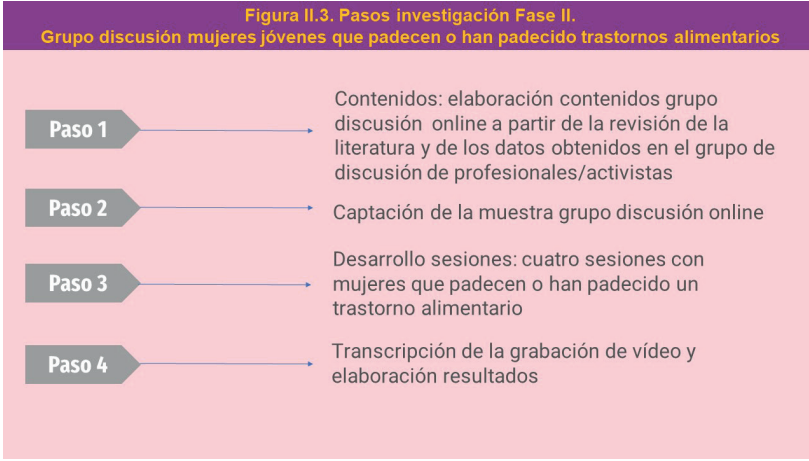 Figura II.3. Pasos investigación Fase II.
Grupo discusión mujeres jóvenes que padecen o han padecido trastornos alimentarios
Paso 1
Contenidos: elaboración contenidos grupo
discusión online a partir de la revisión de la
literatura y de los datos obtenidos en el grupo de
discusión de profesionales/activistas
Paso 2
Captación de la muestra grupo discusión online
Paso 3
Desarrollo sesiones: cuatro sesiones con
mujeres que padecen o han padecido un
trastorno alimentario
Paso 4
Transcripción de la grabación de vídeo y
elaboración resultados